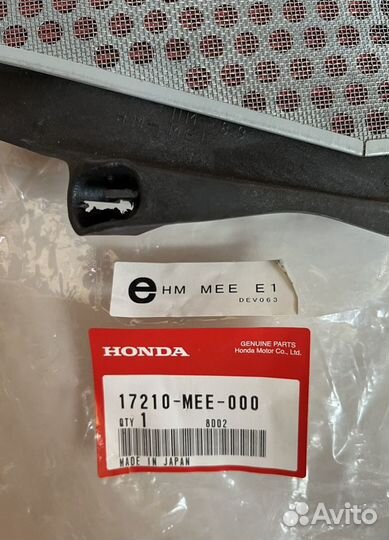 e HM MEE E1
DEV063
HONDA
GENUINE PARTS
Honda Motor Co., Ltd.
17210-MEE-000
QTY 1 8D02
MADE IN JAPAN
Avito